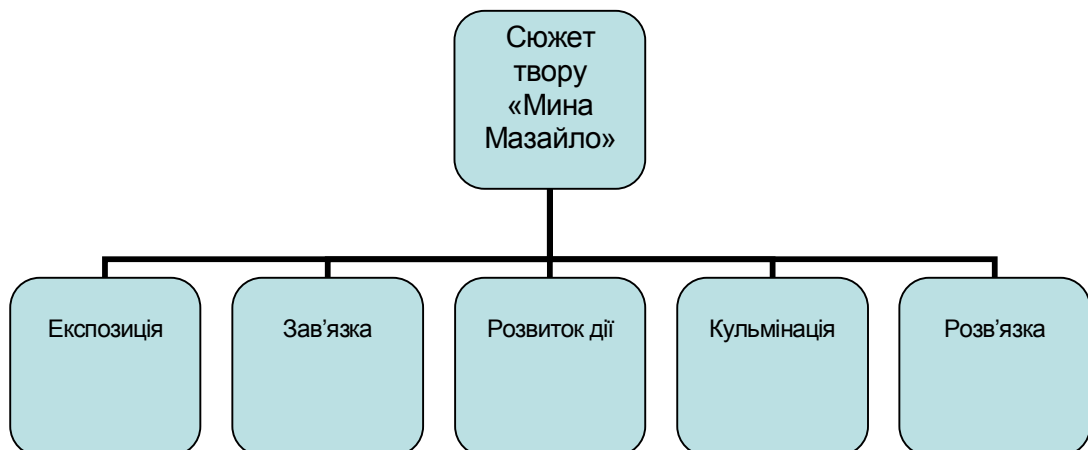 Сюжет
твору
«Мина
Мазайло»
Експозиція
Зав’язка
Розвиток дії
Кульмінація
Розв’язка